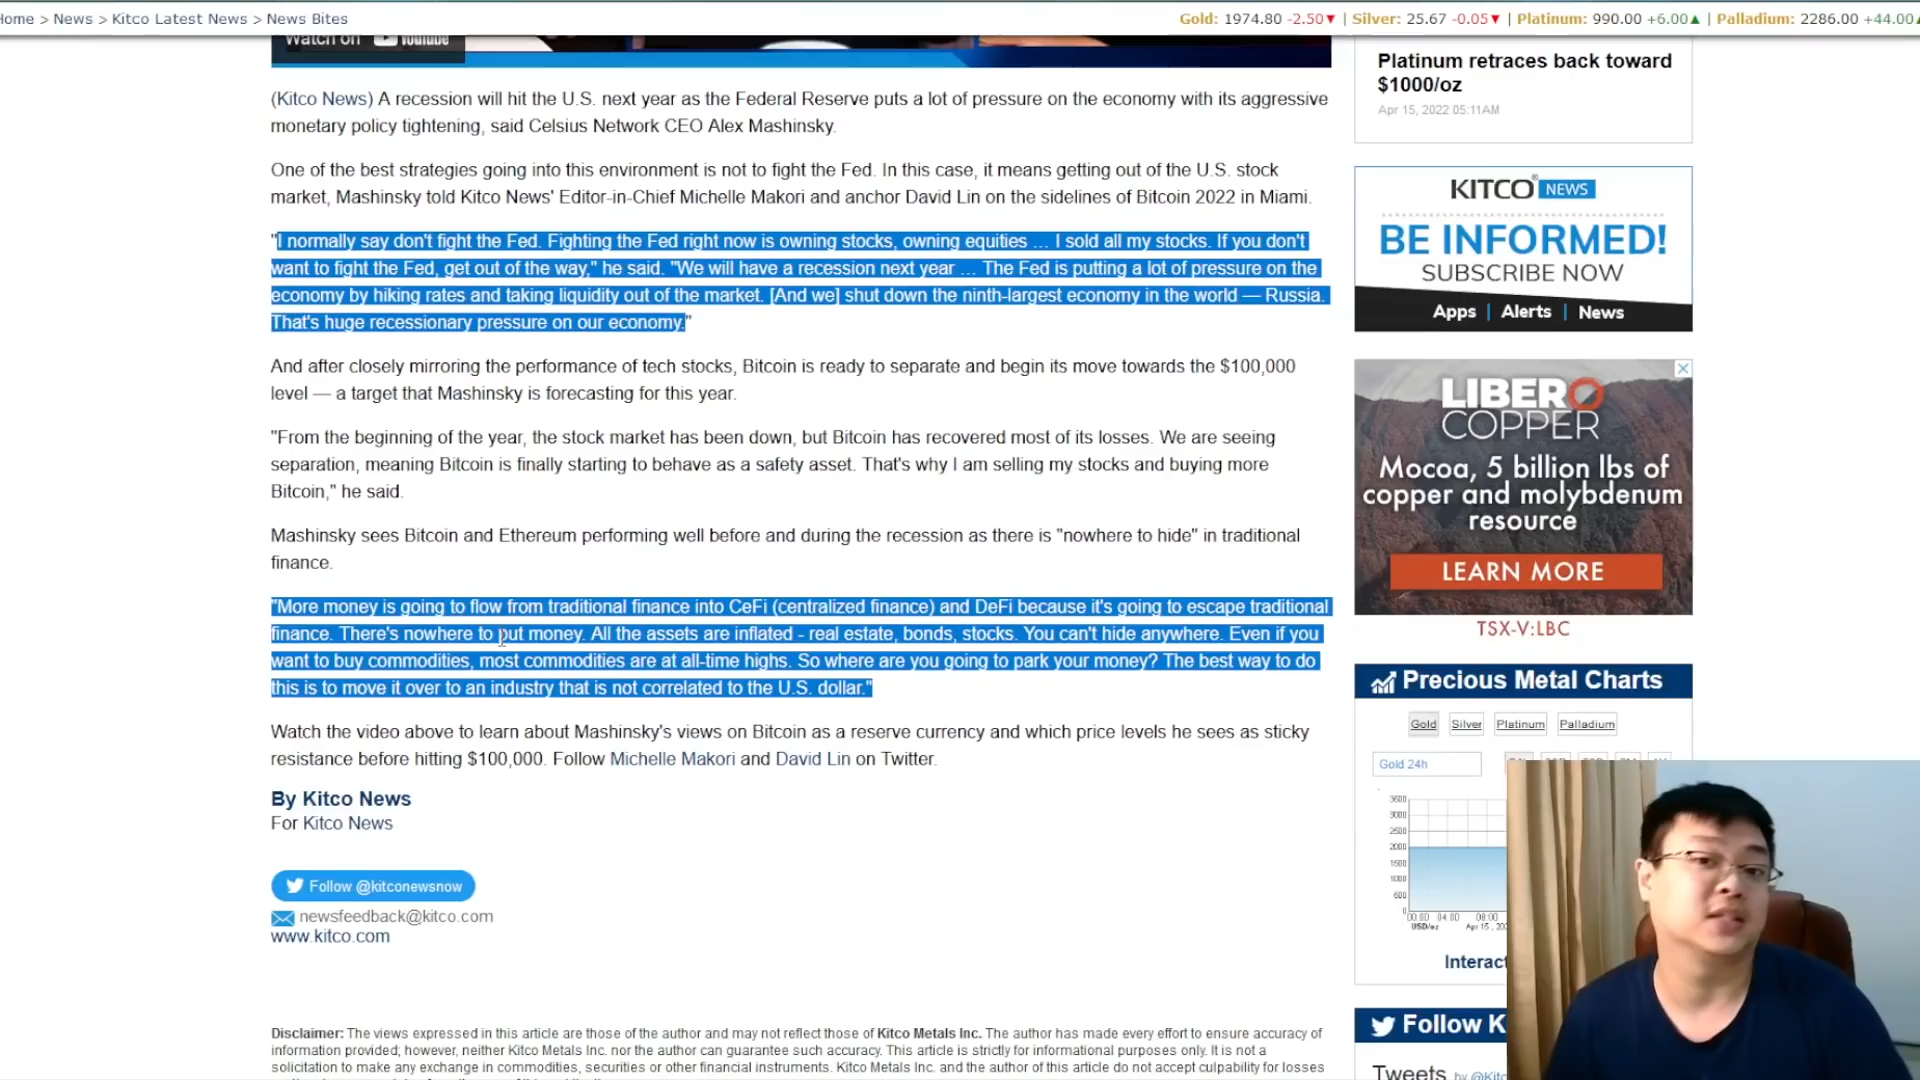 Home > News > Kitco Latest News > News Bites
Gold: 1974.80 -2.50▼ | Silver: 25.67 -0.05▼ | Platinum: 990.00 +6.00▲ | Palladium: 2286.00 +44.00▲
Watch on YouTube
(Kitco News) A recession will hit the U.S. next year as the Federal Reserve puts a lot of pressure on the economy with its aggressive
monetary policy tightening, said Celsius Network CEO Alex Mashinsky.
One of the best strategies going into this environment is not to fight the Fed. In this case, it means getting out of the U.S. stock
market, Mashinsky told Kitco News' Editor-in-Chief Michelle Makori and anchor David Lin on the sidelines of Bitcoin 2022 in Miami.
"I normally say don't fight the Fed. Fighting the Fed right now is owning stocks, owning equities ... I sold all my stocks. If you don't
want to fight the Fed, get out of the way," he said. "We will have a recession next year ... The Fed is putting a lot of pressure on the
economy by hiking rates and taking liquidity out of the market. [And we] shut down the ninth-largest economy in the world — Russia.
That's huge recessionary pressure on our economy."
And after closely mirroring the performance of tech stocks, Bitcoin is ready to separate and begin its move towards the $100,000
level — a target that Mashinsky is forecasting for this year.
"From the beginning of the year, the stock market has been down, but Bitcoin has recovered most of its losses. We are seeing
separation, meaning Bitcoin is finally starting to behave as a safety asset. That's why I am selling my stocks and buying more
Bitcoin," he said.
Mashinsky sees Bitcoin and Ethereum performing well before and during the recession as there is "nowhere to hide" in traditional
finance.
"More money is going to flow from traditional finance into CeFi (centralized finance) and DeFi because it's going to escape traditional
finance. There's nowhere to put money. All the assets are inflated - real estate, bonds, stocks. You can't hide anywhere. Even if you
want to buy commodities, most commodities are at all-time highs. So where are you going to park your money? The best way to do
this is to move it over to an industry that is not correlated to the U.S. dollar."
Watch the video above to learn about Mashinsky's views on Bitcoin as a reserve currency and which price levels he sees as sticky
resistance before hitting $100,000. Follow Michelle Makori and David Lin on Twitter.
By Kitco News
For Kitco News
Follow @kitconewsnow
newsfeedback@kitco.com
www.kitco.com
Disclaimer: The views expressed in this article are those of the author and may not reflect those of Kitco Metals Inc. The author has made every effort to ensure accuracy of
information provided; however, neither Kitco Metals Inc. nor the author can guarantee such accuracy. This article is strictly for informational purposes only. It is not a
solicitation to make any exchange in commodities, securities or other financial instruments. Kitco Metals Inc. and the author of this article do not accept culpability for losses
Platinum retraces back toward
$1000/oz
Apr 15, 2022 05:11AM
KITCO® NEWS
BE INFORMED!
SUBSCRIBE NOW
Apps | Alerts | News
LIBERO
COPPER
Mocoa, 5 billion lbs of
copper and molybdenum
resource
LEARN MORE
TSX-V:LBC
Precious Metal Charts
Gold Silver Platinum Palladium
Gold 24h
3500
3000
2500
2000
1500
1000
500
0
00:00 04:00 08:00
USD/oz Apr 15, 202
Interact
Follow K
Tweets by @Kitc